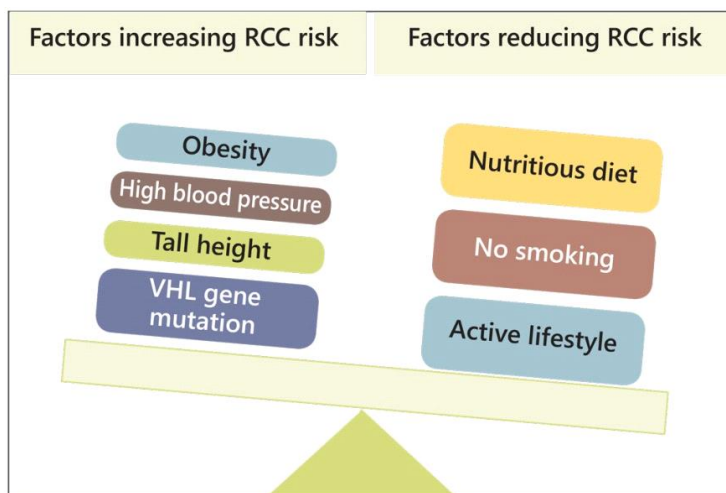 Factors increasing RCC risk
Factors reducing RCC risk
Obesity
High blood pressure
Tall height
VHL gene
mutation
Nutritious diet
No smoking
Active lifestyle